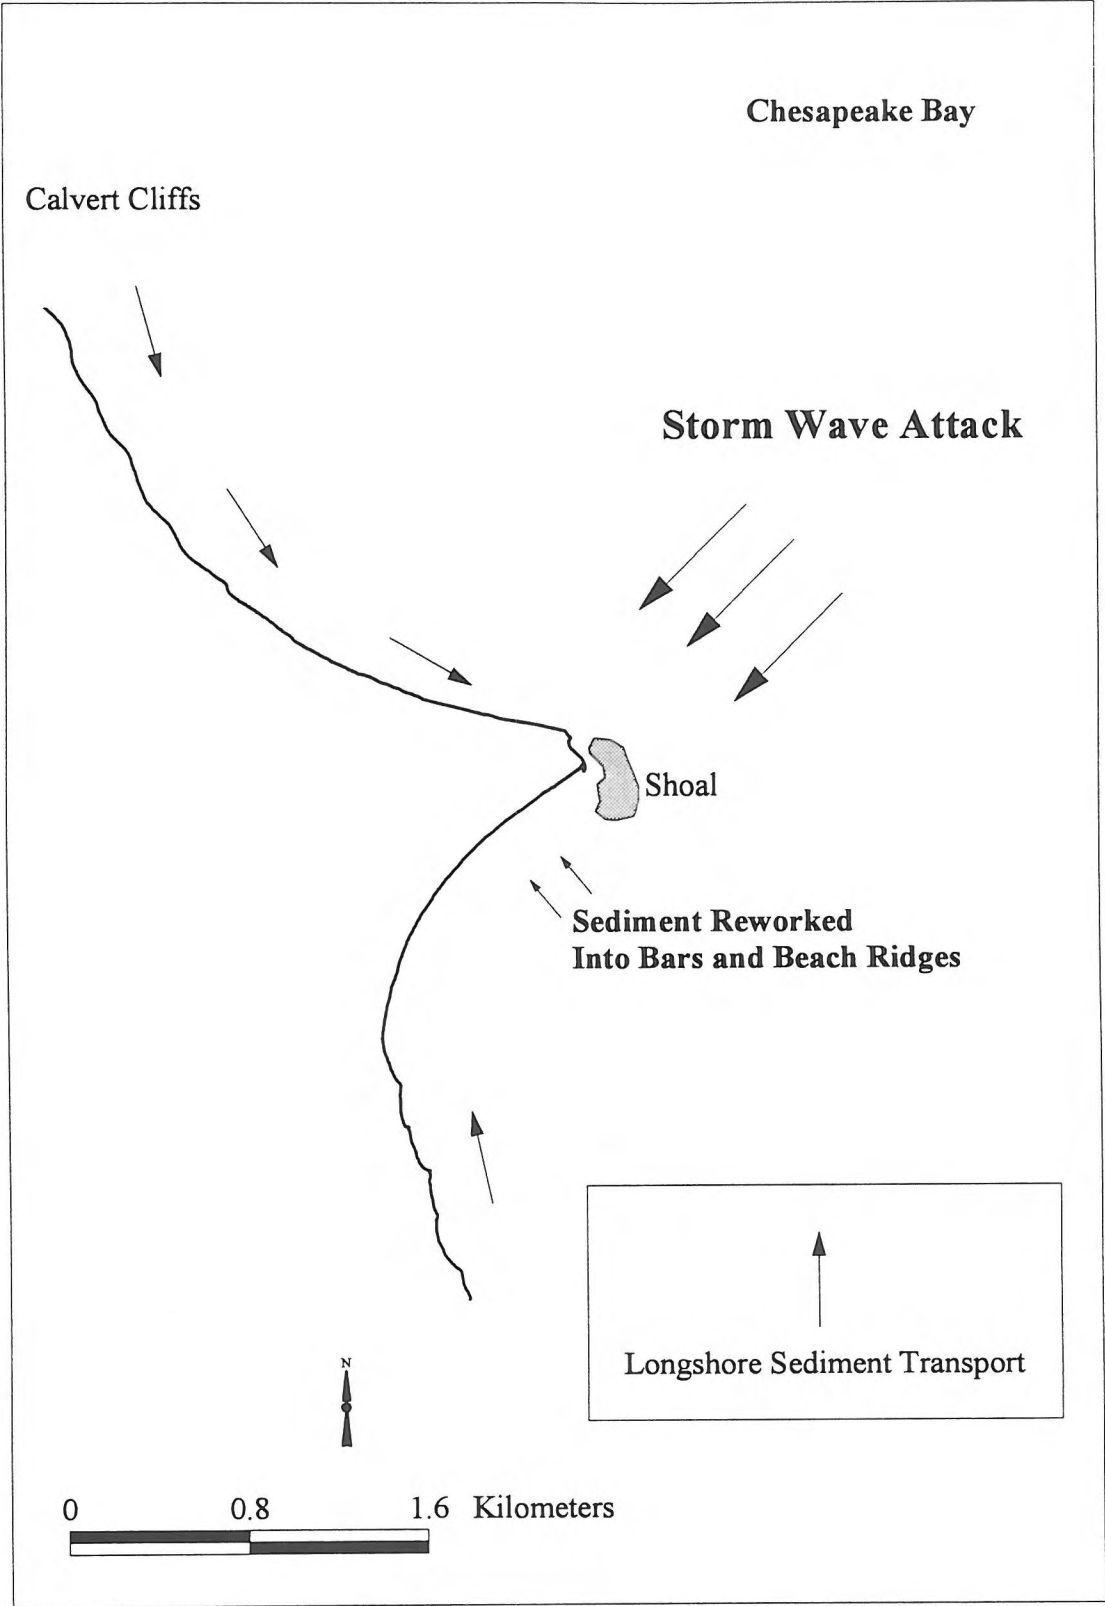 Chesapeake Bay
Calvert Cliffs
Storm Wave Attack
Shoal
Sediment Reworked
Into Bars and Beach Ridges
Longshore Sediment Transport
N
0 0.8 1.6 Kilometers